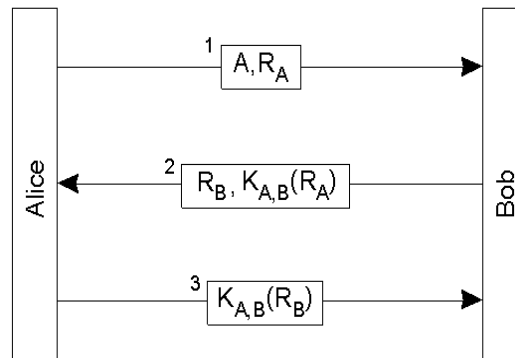 1
A,R_A
2
R_B, K_A,B(R_A)
3
K_A,B(R_B)
Alice
Bob